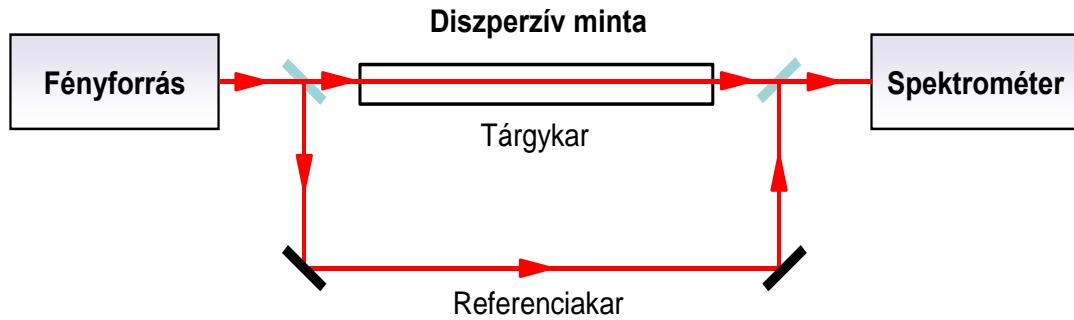 Diszperzív minta
Fényforrás
Spektrométer
Tárgykar
Referenciakar